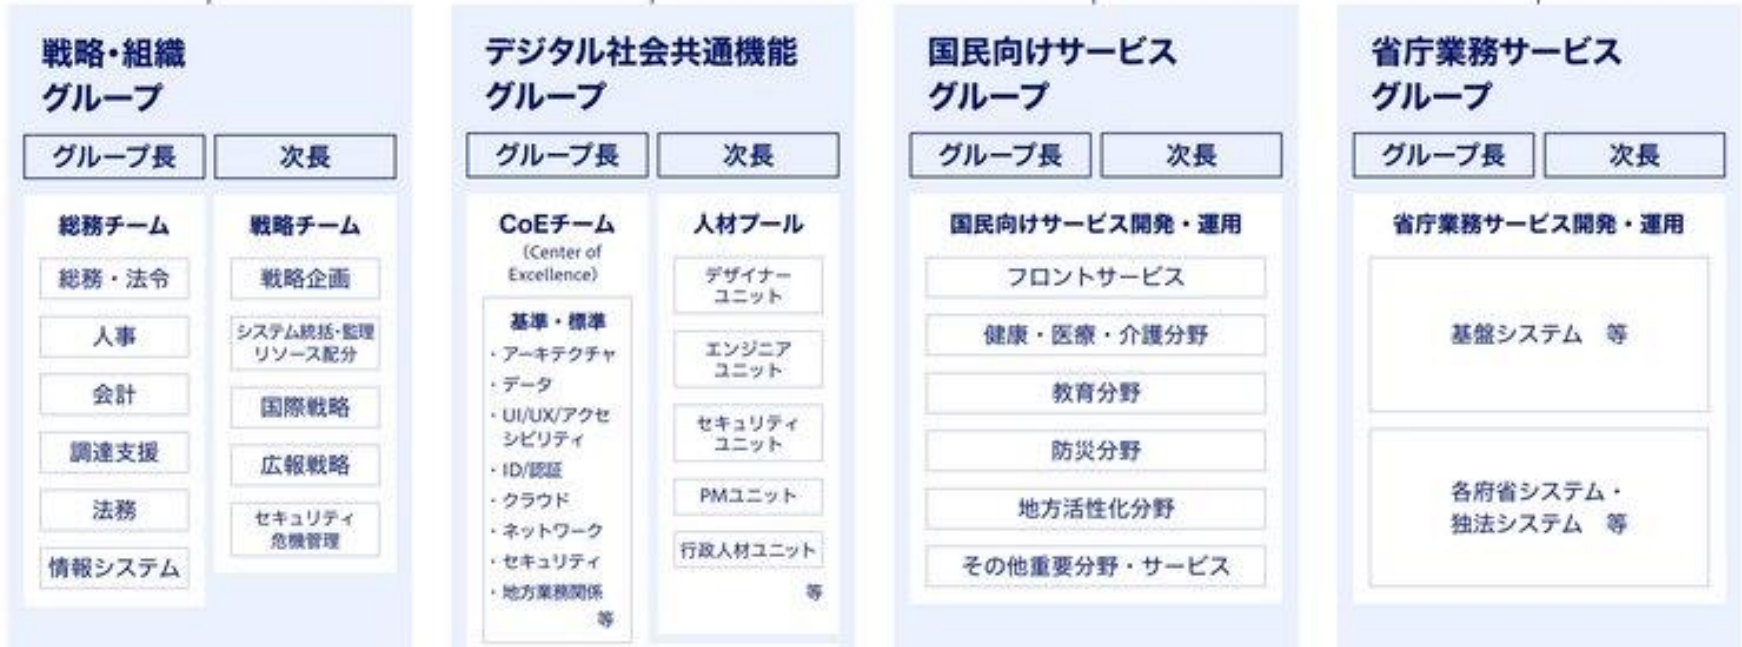 戦略・組織
グループ
グループ長
次長
総務チーム
総務・法令
人事
会計
調達支援
法務
情報システム
戦略チーム
戦略企画
システム統括・監理
リソース配分
国際戦略
広報戦略
セキュリティ
危機管理
デジタル社会共通機能
グループ
グループ長
次長
CoEチーム
(Center of
Excellence)
基準・標準
・アーキテクチャ
・データ
・UI/UX/アクセ
シビリティ
・ID/認証
・クラウド
・ネットワーク
・セキュリティ
・地方業務関係
等
人材プール
デザイナー
ユニット
エンジニア
ユニット
セキュリティ
ユニット
PMユニット
行政人材ユニット
等
国民向けサービス
グループ
グループ長
次長
国民向けサービス開発・運用
フロントサービス
健康・医療・介護分野
教育分野
防災分野
地方活性化分野
その他重要分野・サービス
省庁業務サービス
グループ
グループ長
次長
省庁業務サービス開発・運用
基盤システム 等
各府省システム・
独法システム 等